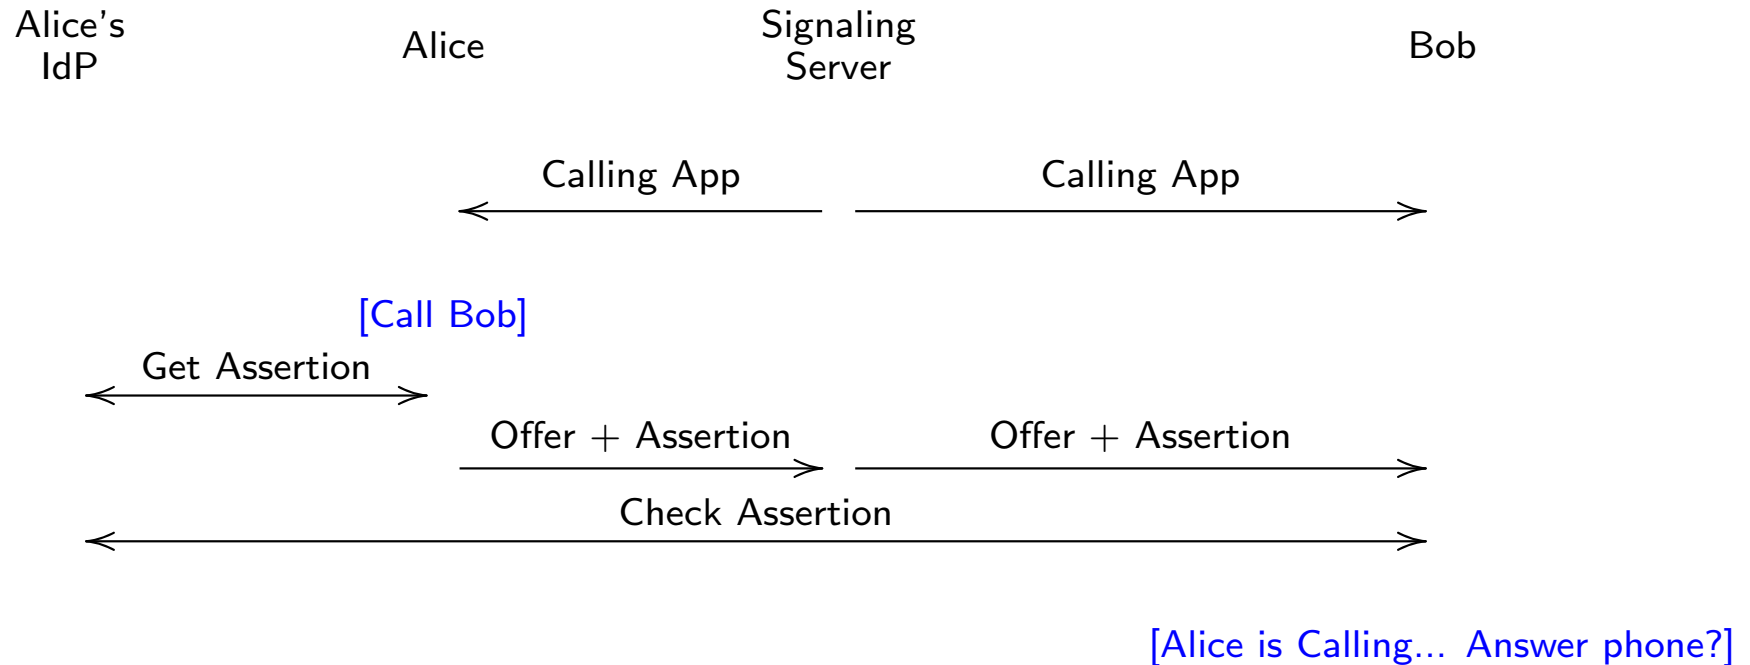 Alice's
IdP
Alice
Signaling
Server
Bob
Calling App
Calling App
[Call Bob]
Get Assertion
Offer + Assertion
Offer + Assertion
Check Assertion
[Alice is Calling... Answer phone?]